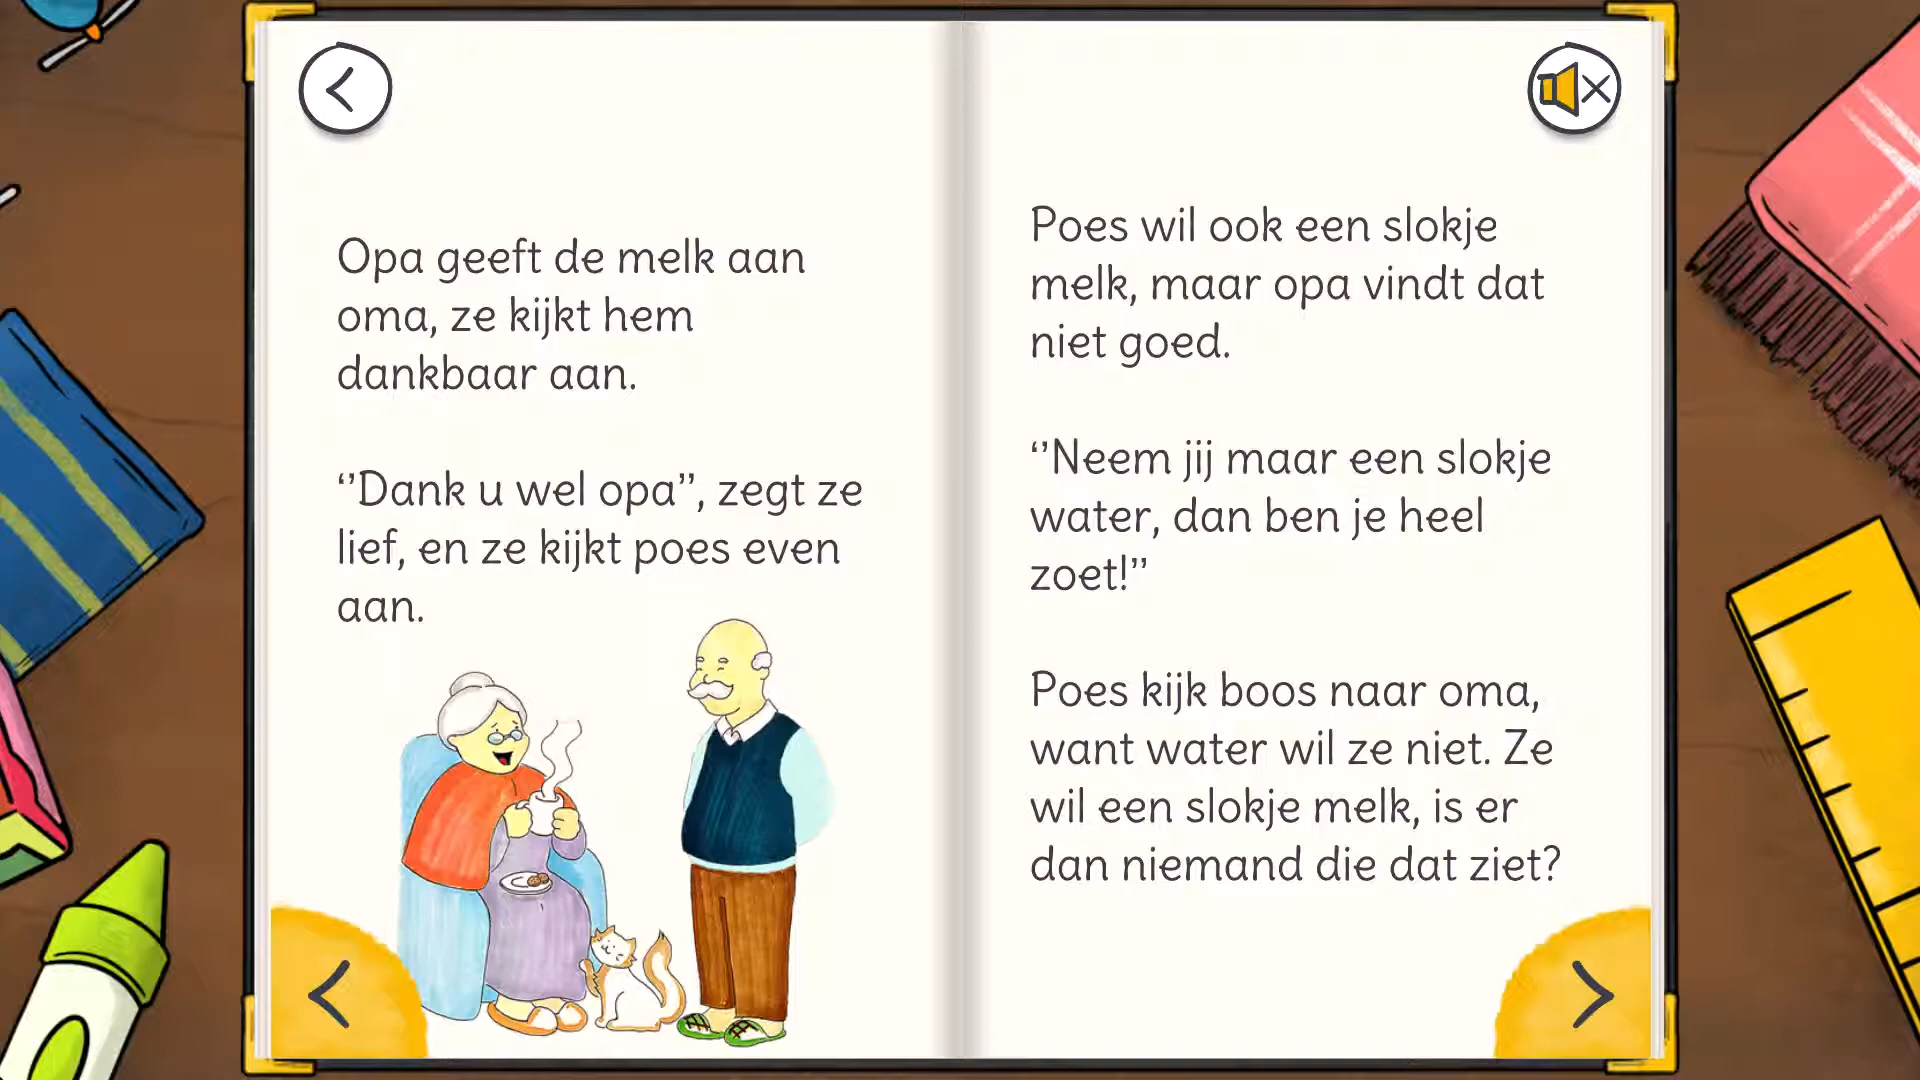 Opa geeft de melk aan
oma, ze kijkt hem
dankbaar aan.
‘’Dank u wel opa’’, zegt ze
lief, en ze kijkt poes even
aan.
Poes wil ook een slokje
melk, maar opa vindt dat
niet goed.
‘’Neem jij maar een slokje
water, dan ben je heel
zoet!’’
Poes kijk boos naar oma,
want water wil ze niet. Ze
wil een slokje melk, is er
dan niemand die dat ziet?